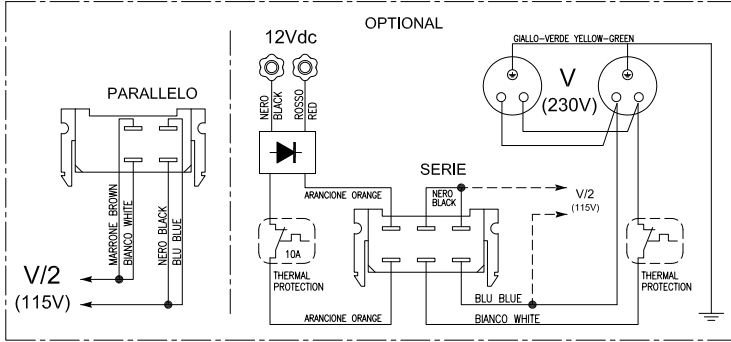 OPTIONAL
PARALLELO
MARRONE BROWN
BIANCO WHITE
NERO BLACK
BLU BLUE
V/2
(115V)
12Vdc
NERO
BLACK
ROSSO
RED
ARANCIONE ORANGE
10A
THERMAL
PROTECTION
ARANCIONE ORANGE
SERIE
NERO
BLACK
V/2
(115V)
BLU BLUE
BIANCO WHITE
GIALLO-VERDE YELLOW-GREEN
V
(230V)
THERMAL
PROTECTION